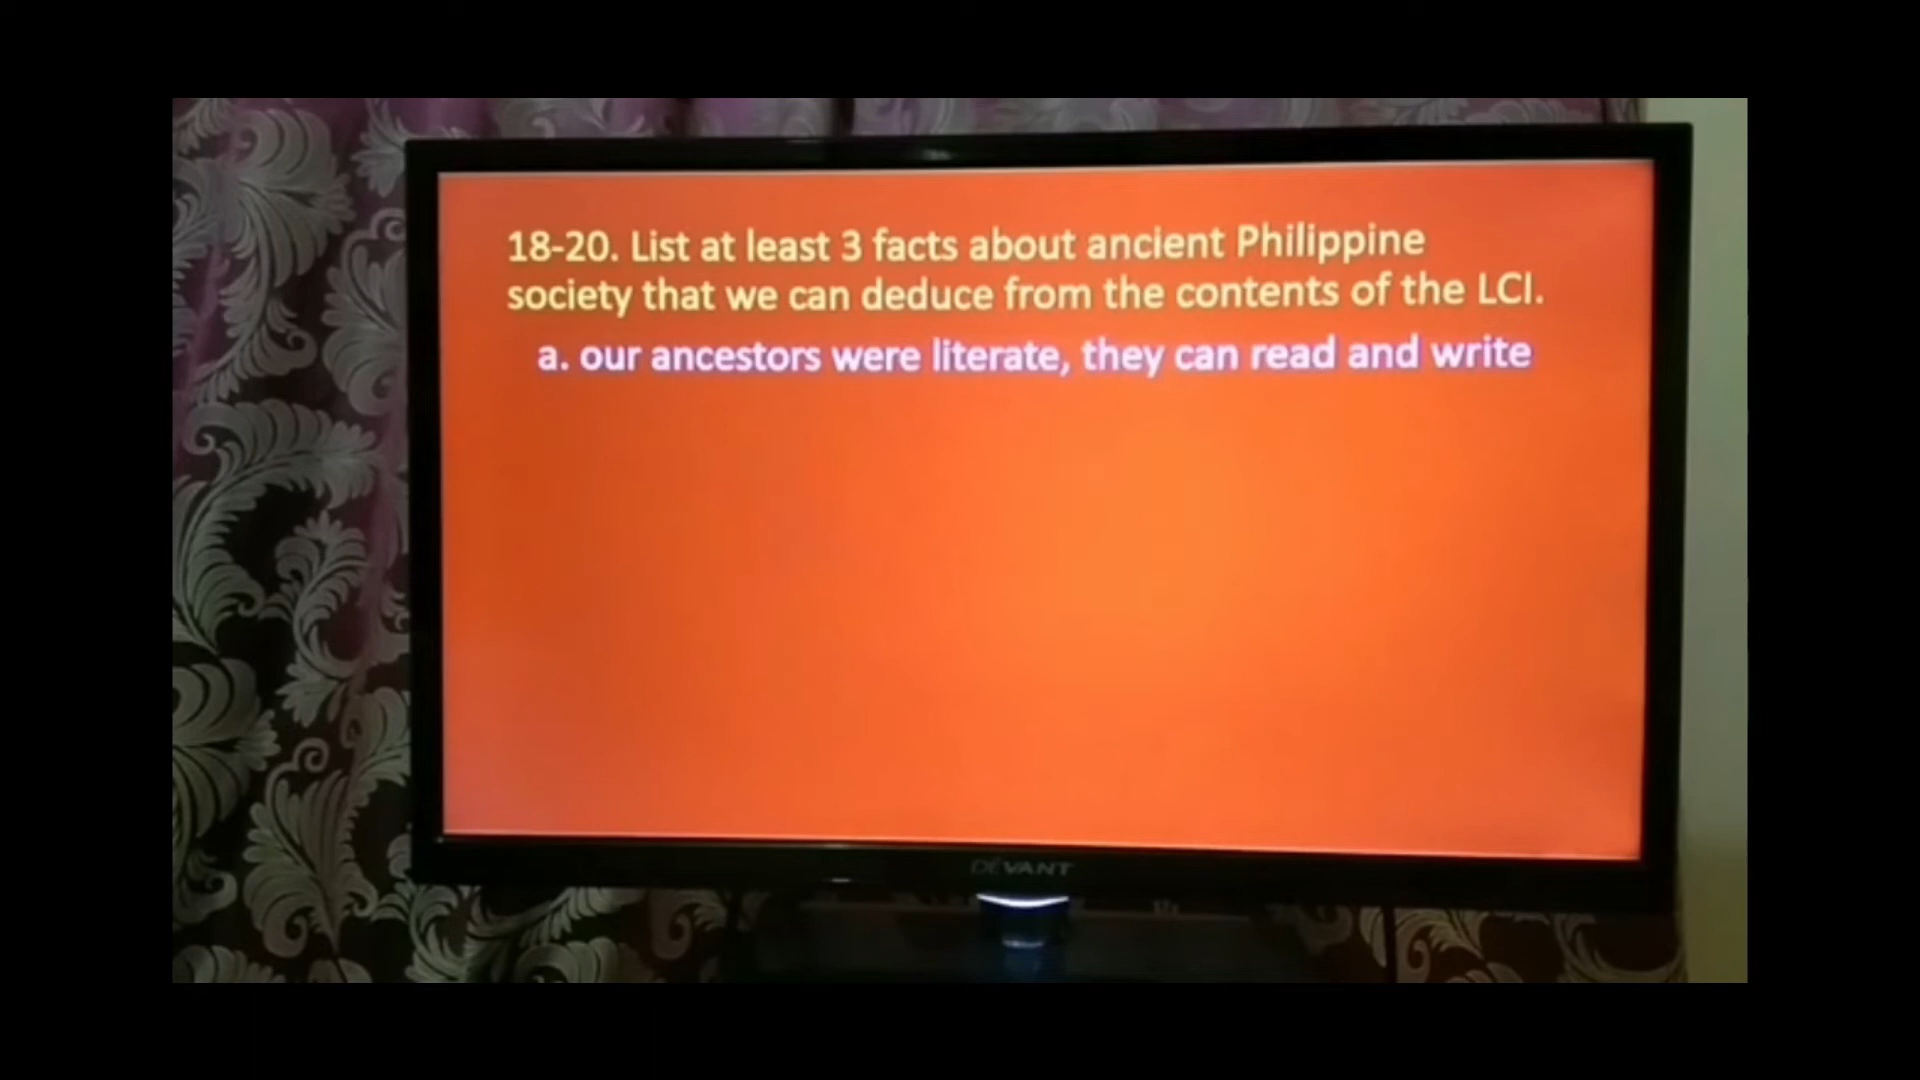 18-20. List at least 3 facts about ancient Philippine
society that we can deduce from the contents of the LCI.
a. our ancestors were literate, they can read and write
DEVANT